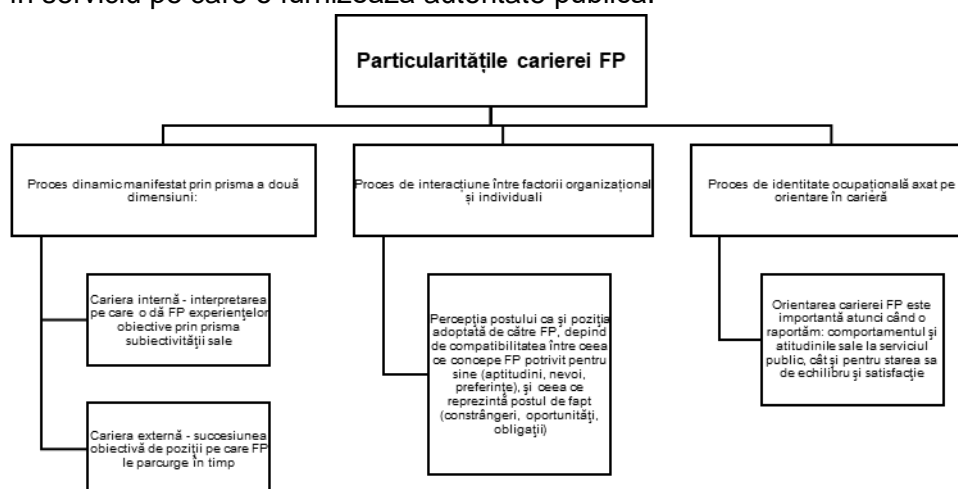 în serviciu pe care o furnizează autoritate publică.
Particularitățile carierei FP
Proces dinamic manifestat prin prisma a două
dimensiuni:
Proces de interacțiune între factorii organizațional
și individuali
Proces de identitate ocupațională axat pe
orientare în carieră
Cariera internă - interpretarea
pe care o dă FP experiențelor
obiective prin prisma
subiectivității sale
Cariera externă - succesiunea
obiectivă de poziții pe care FP
le parcurge în timp
Percepția postului ca și poziția
adoptată de către FP, depind
de compatibilitatea între ceea
ce concepe FP potrivit pentru
sine (aptitudini, nevoi,
preferințe), și ceea ce
reprezintă postul de fapt
(constrângeri, oportunități,
obligații)
Orientarea carierei FP este
importantă atunci când o
raportăm: comportamentul și
atitudinile sale la serviciul
public, cât și pentru starea sa
de echilibru și satisfacție